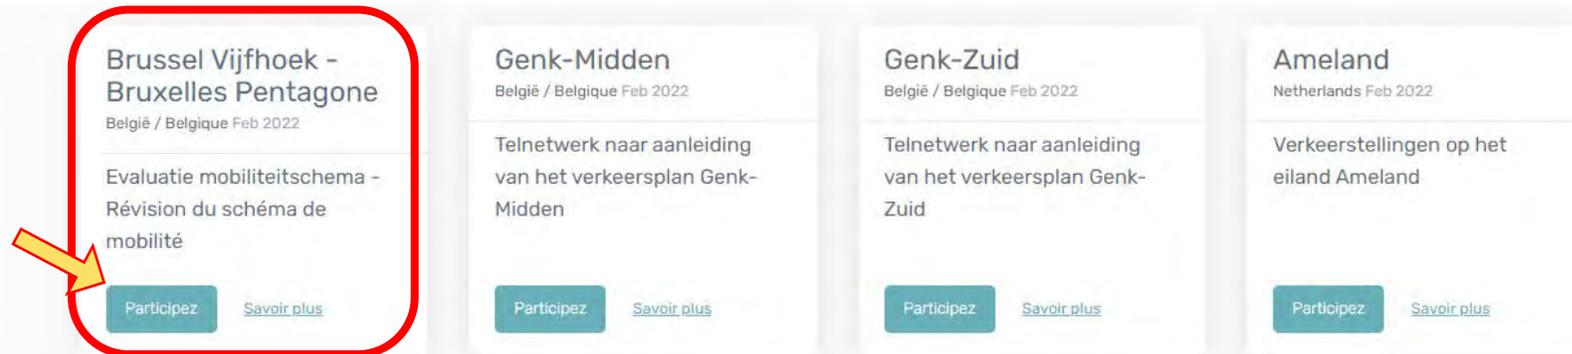 Brussel Vijfhoek -
Bruxelles Pentagone
België / Belgique Feb 2022
Evaluatie mobiliteitschema -
Révision du schéma de
mobilité
Participez
Savoir plus
Genk-Midden
België / Belgique Feb 2022
Telnetwerk naar aanleiding
van het verkeersplan Genk-
Midden
Participez
Savoir plus
Genk-Zuid
België / Belgique Feb 2022
Telnetwerk naar aanleiding
van het verkeersplan Genk-
Zuid
Participez
Savoir plus
Ameland
Netherlands Feb 2022
Verkeerstellingen op het
eiland Ameland
Participez
Savoir plus